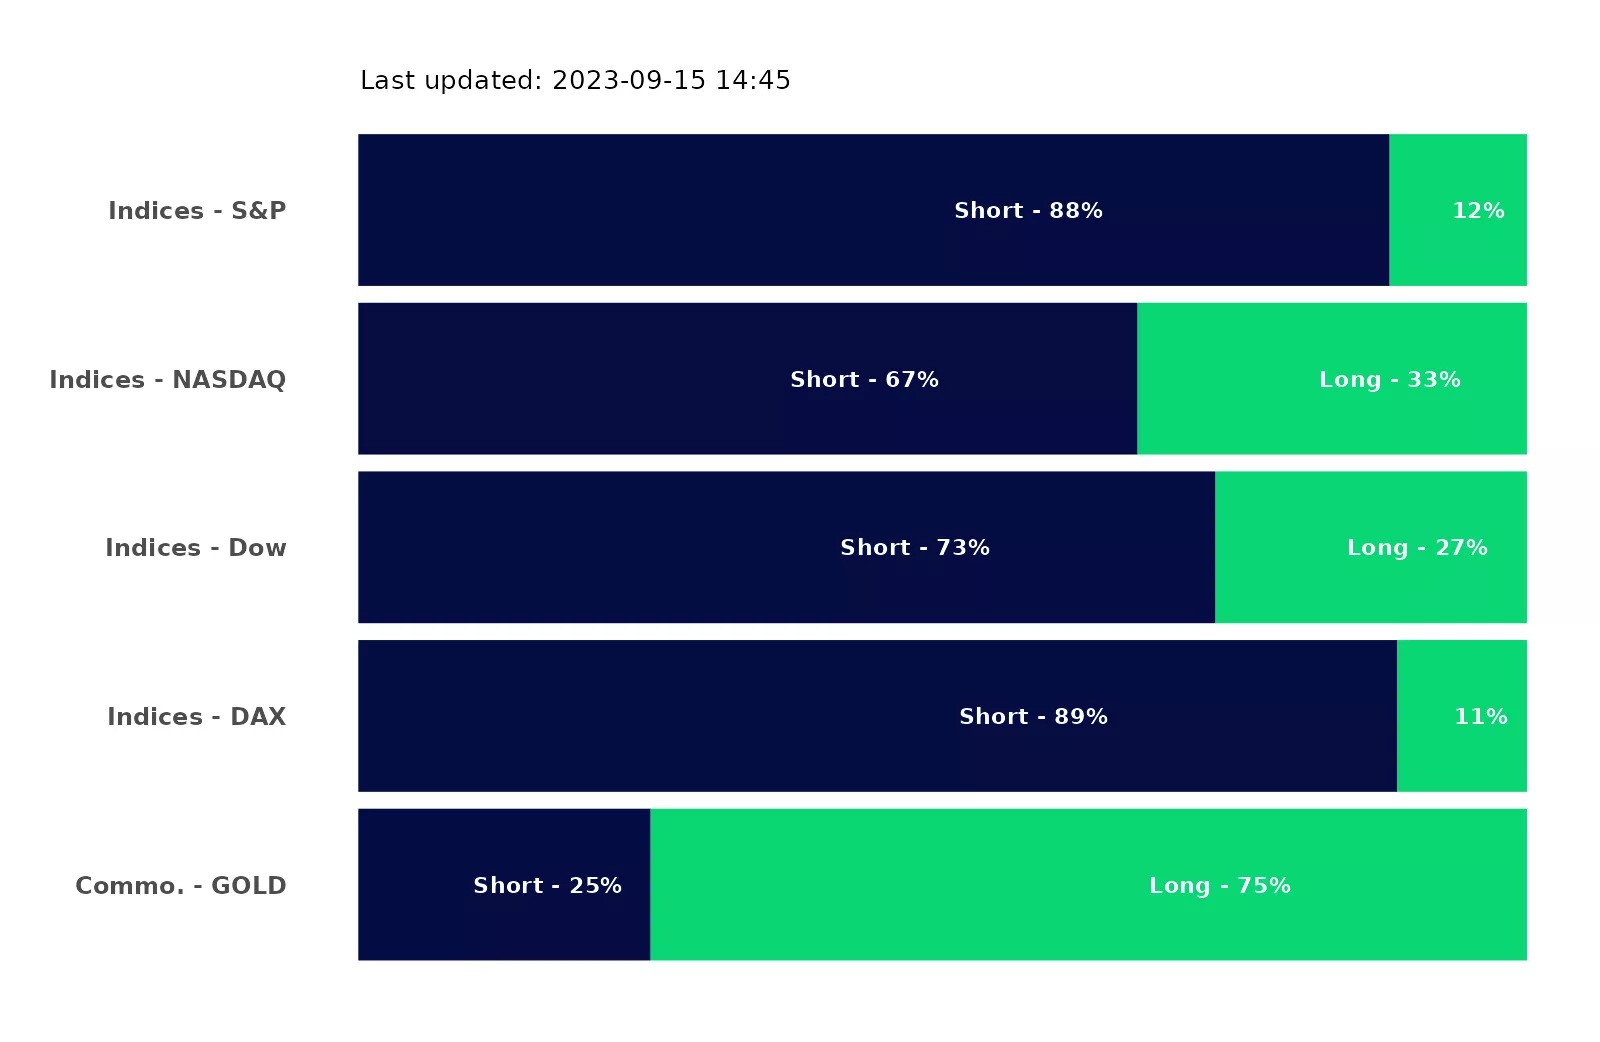 Last updated: 2023-09-15 14:45
Indices - S&P Short - 88% 12%
Indices - NASDAQ Short - 67% Long - 33%
Indices - Dow Short - 73% Long - 27%
Indices - DAX Short - 89% 11%
Commo. - GOLD Short - 25% Long - 75%